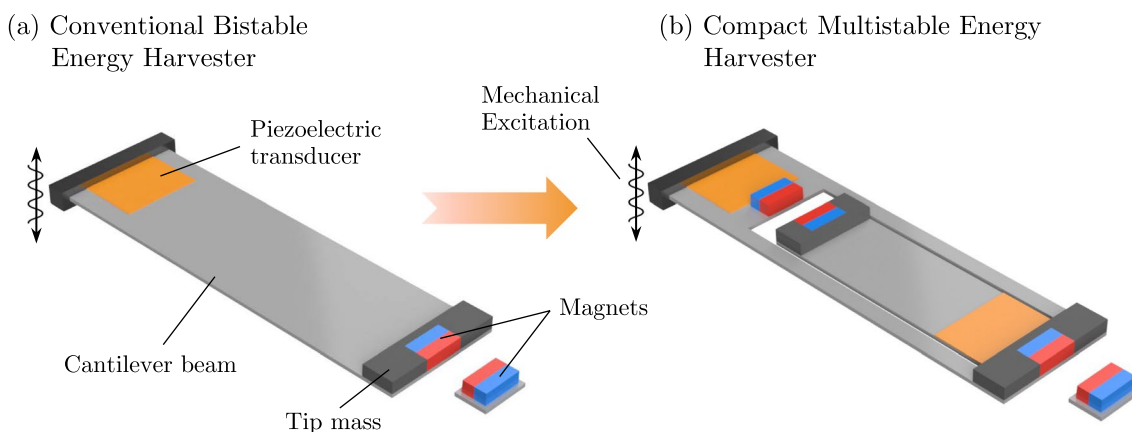 (a) Conventional Bistable
Energy Harvester
(b) Compact Multistable Energy
Harvester
Mechanical
Excitation
Piezoelectric
transducer
Magnets
Cantilever beam
Tip mass